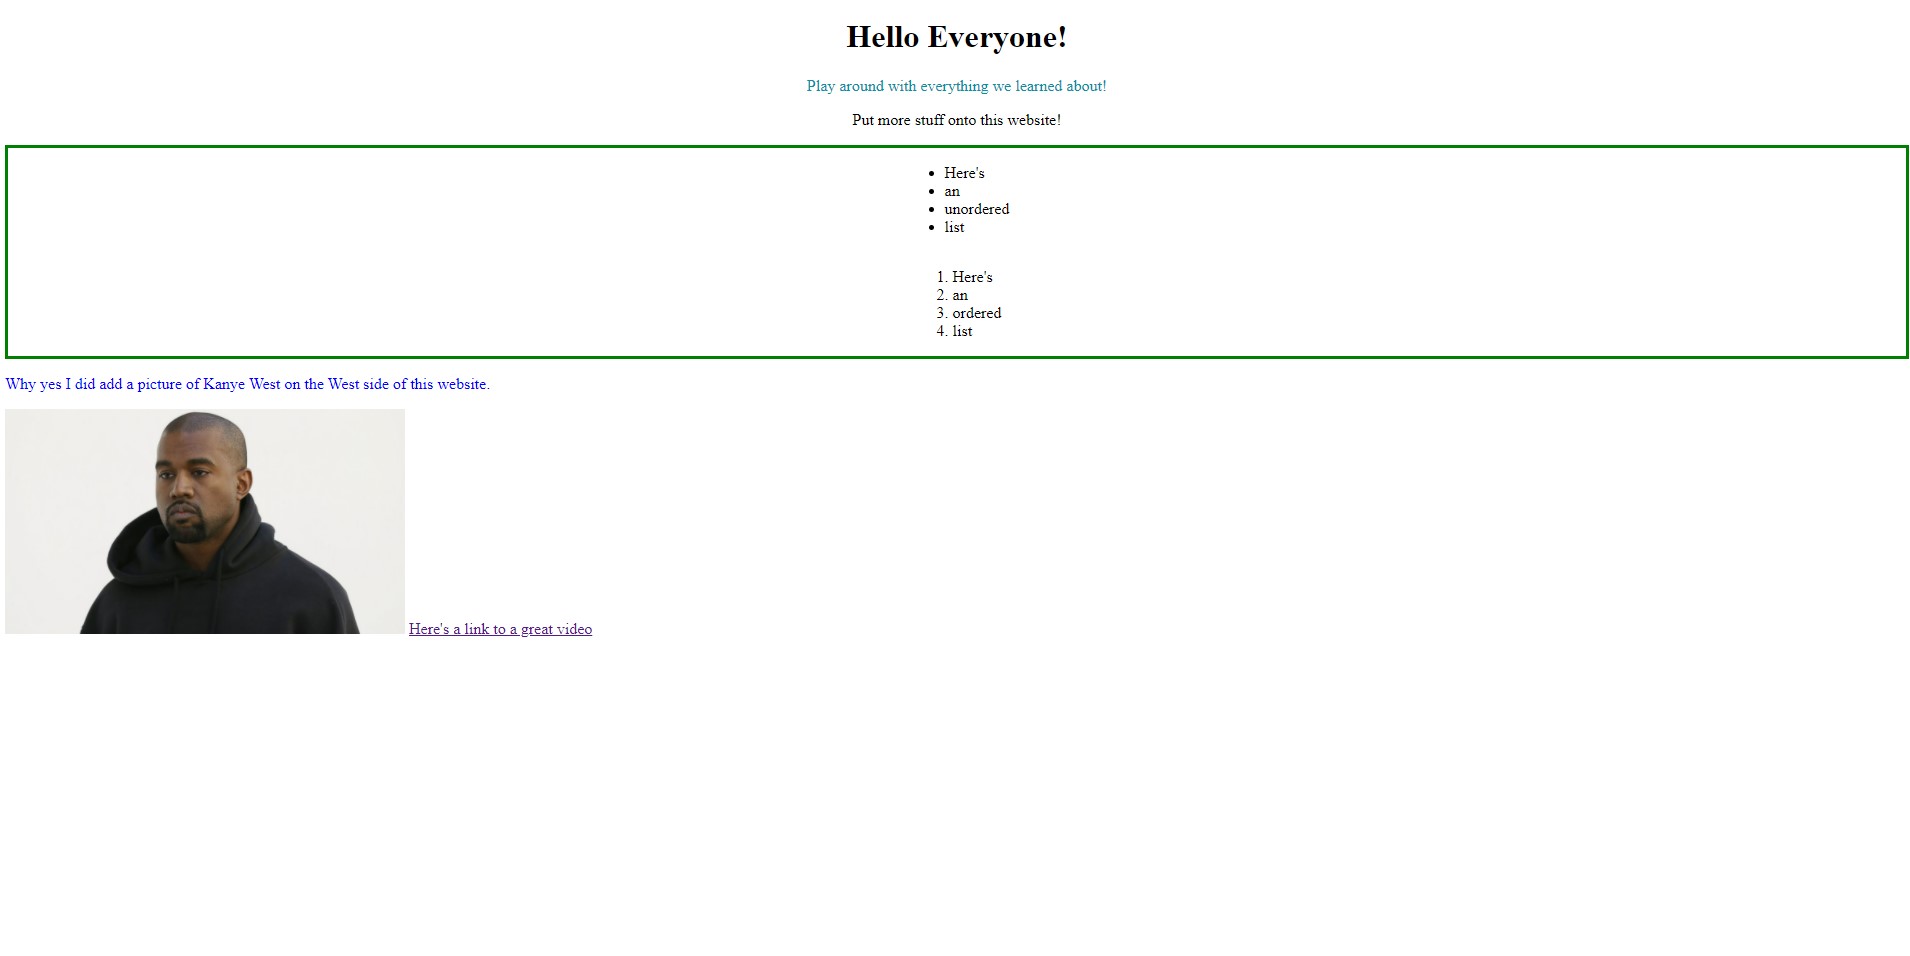 Hello Everyone!
Play around with everything we learned about!
Put more stuff onto this website!
• Here's
• an
• unordered
• list
1. Here's
2. an
3. ordered
4. list
Why yes I did add a picture of Kanye West on the West side of this website.
Here's a link to a great video